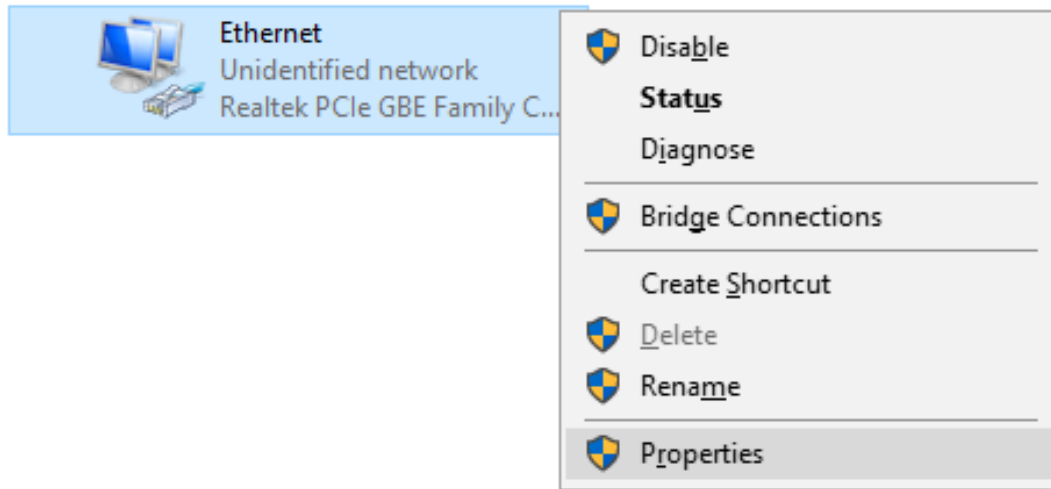 Ethernet
Unidentified network
Realtek PCIe GBE Family C...
Disable
Status
Diagnose
Bridge Connections
Create Shortcut
Delete
Rename
Properties